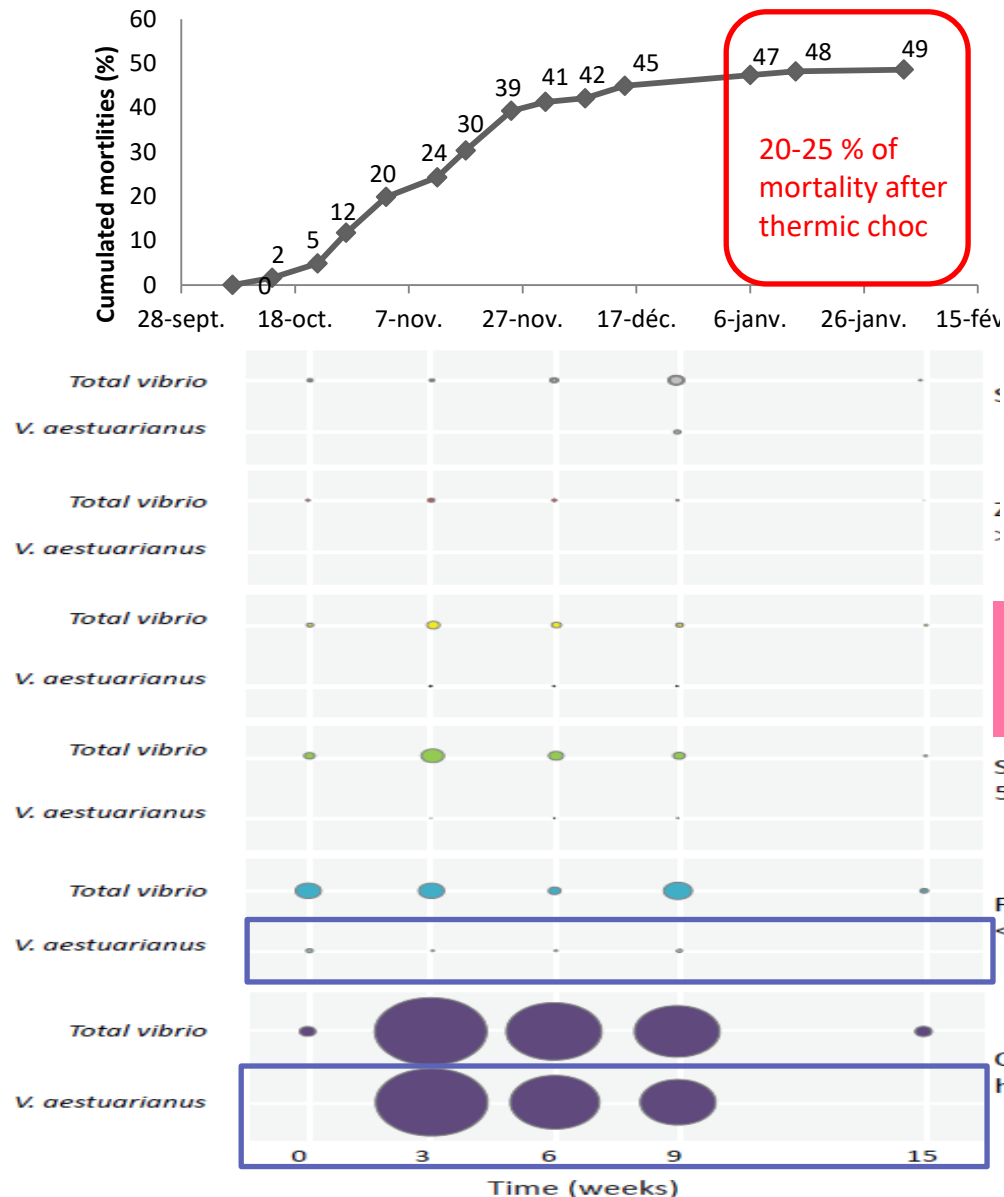 60
50
40
30
20
10
0
Cumulated mortlities (%)
0
2
5
12
20
24
30
39
41
42
45
47
48
49
20-25 % of
mortality after
thermic choc
28-sept. 18-oct. 7-nov. 27-nov. 17-déc. 6-janv. 26-janv. 15-fév
Total vibrio
S
V. aestuarianus
Total vibrio
Z
V. aestuarianus
Total vibrio
V. aestuarianus
Total vibrio
S
5
V. aestuarianus
Total vibrio
F
<
V. aestuarianus
Total vibrio
V. aestuarianus
h
0 3 6 9 15
Time (weeks)